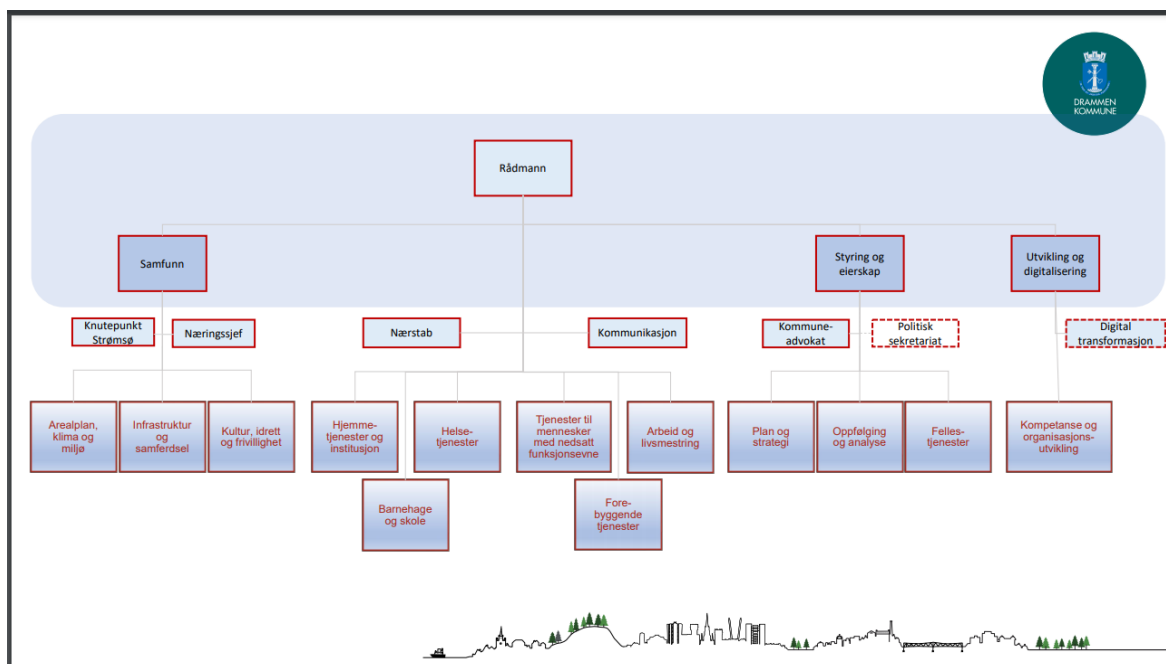 DRAMMEN
KOMMUNE
Rådmann
Samfunn
Styring og
eierskap
Utvikling og
digitalisering
Knutepunkt
Strømsø
Næringssjef
Nærstab
Kommunikasjon
Kommune-
advokat
Politisk
sekretariat
Digital
transformasjon
Arealplan,
klima og
miljø
Infrastruktur
og
samferdsel
Kultur, idrett
og frivillighet
Hjemme-
tjenester og
institusjon
Helse-
tjenester
Tjenester til
mennesker
med nedsatt
funksjonsevne
Arbeid og
livsmestring
Plan og
strategi
Oppfølging
og analyse
Felles-
tjenester
Kompetanse og
organisasjons-
utvikling
Barnehage
og skole
Fore-
byggende
tjenester